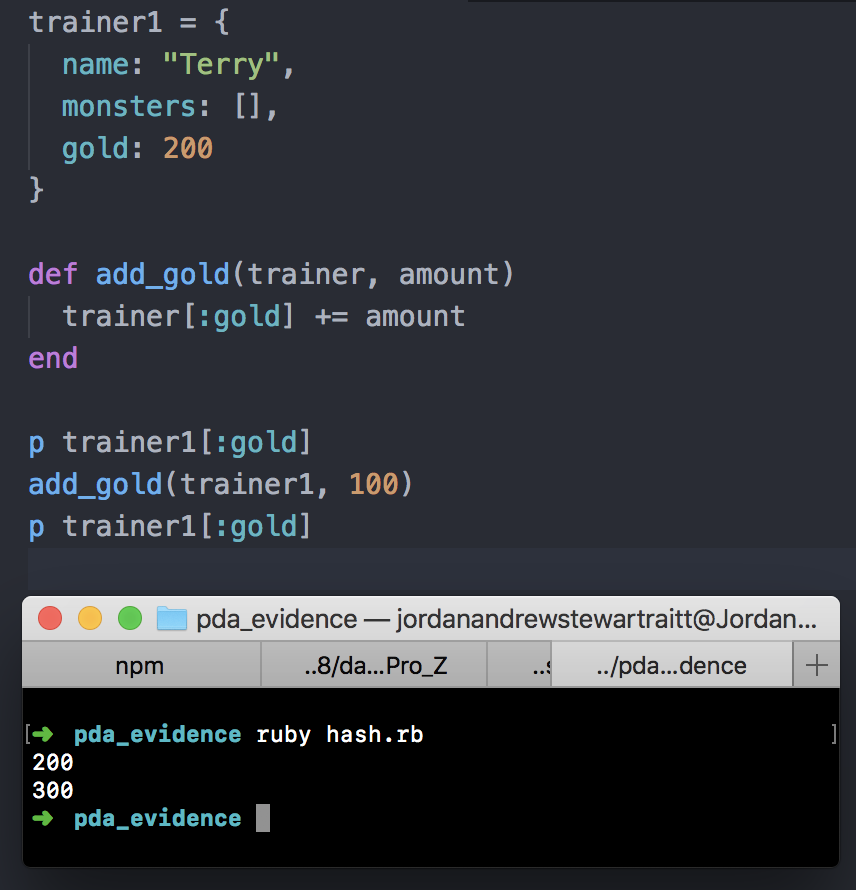 trainer1 = {
  name: "Terry",
  monsters: [],
  gold: 200
}
def add_gold(trainer, amount)
  trainer[:gold] += amount
end
p trainer1[:gold]
add_gold(trainer1, 100)
p trainer1[:gold]
pda_evidence — jordanandrewstewartraitt@Jordan...
npm ..8/da...Pro_Z ..s ../pda...dence +
[➜ pda_evidence ruby hash.rb ]
200
300
➜ pda_evidence